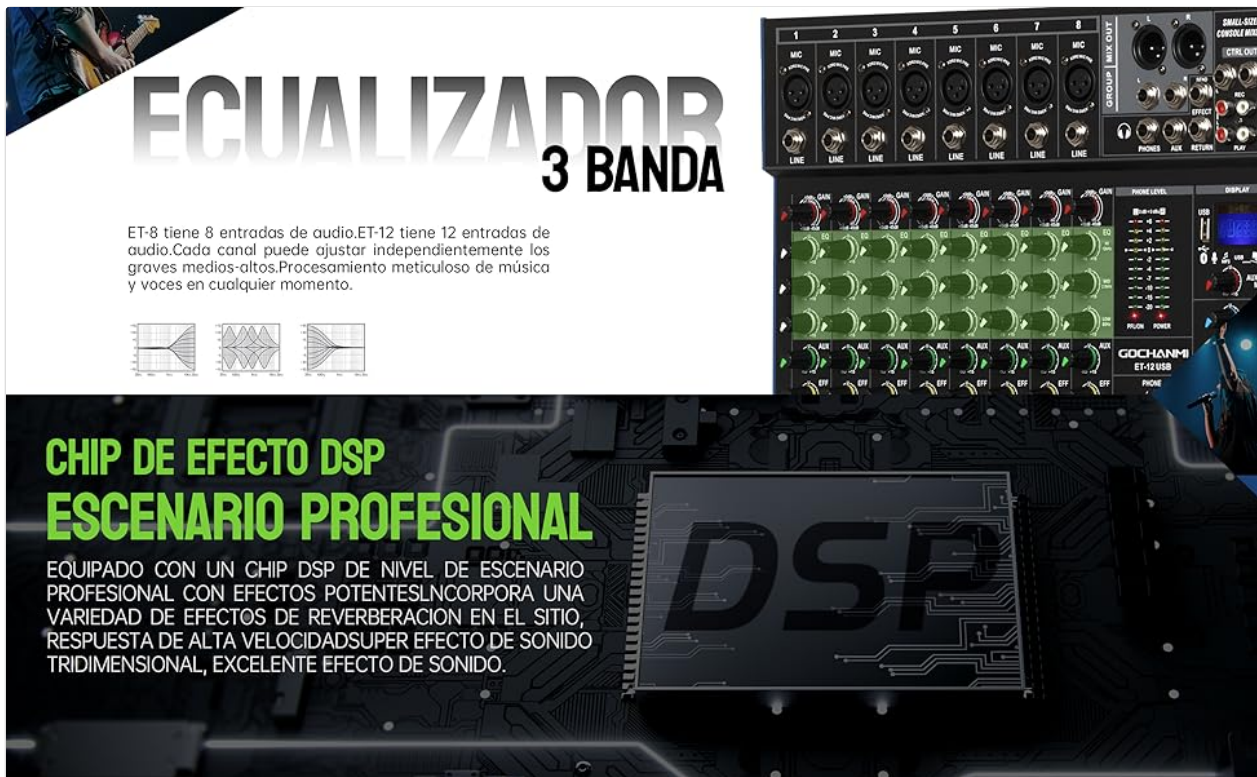 ECUALIZADOR
3 BANDA
ET-8 tiene 8 entradas de audio.ET-12 tiene 12 entradas de
audio.Cada canal puede ajustar independientemente los
graves medios-altos.Procesamiento meticuloso de música
y voces en cualquier momento.
1 2 3 4 5 6 7 8
MIC MIC MIC MIC MIC MIC MIC MIC
LINE LINE LINE LINE LINE LINE LINE LINE
GROUP MIX OUT
L R
SMALL-SIZED
CONSOLE MIXER
CTRL OUT
L R
REC
EFFECT
PHONES AUX RETURN PLAY
GAIN GAIN GAIN GAIN GAIN GAIN GAIN GAIN
PHONE LEVEL
DISPLAY
USB
EQ EQ EQ EQ EQ EQ EQ EQ
AUX AUX AUX AUX AUX AUX AUX AUX
PFL/ON POWER
GOCHANMI
ET-12 USB
PHONE
EFF EFF EFF EFF EFF EFF EFF EFF
CHIP DE EFECTO DSP
ESCENARIO PROFESIONAL
EQUIPADO CON UN CHIP DSP DE NIVEL DE ESCENARIO
PROFESIONAL CON EFECTOS POTENTESLNCORPORA UNA
VARIEDAD DE EFECTOS DE REVERBERACION EN EL SITIO,
RESPUESTA DE ALTA VELOCIDADSUPER EFECTO DE SONIDO
TRIDIMENSIONAL, EXCELENTE EFECTO DE SONIDO.
DSP